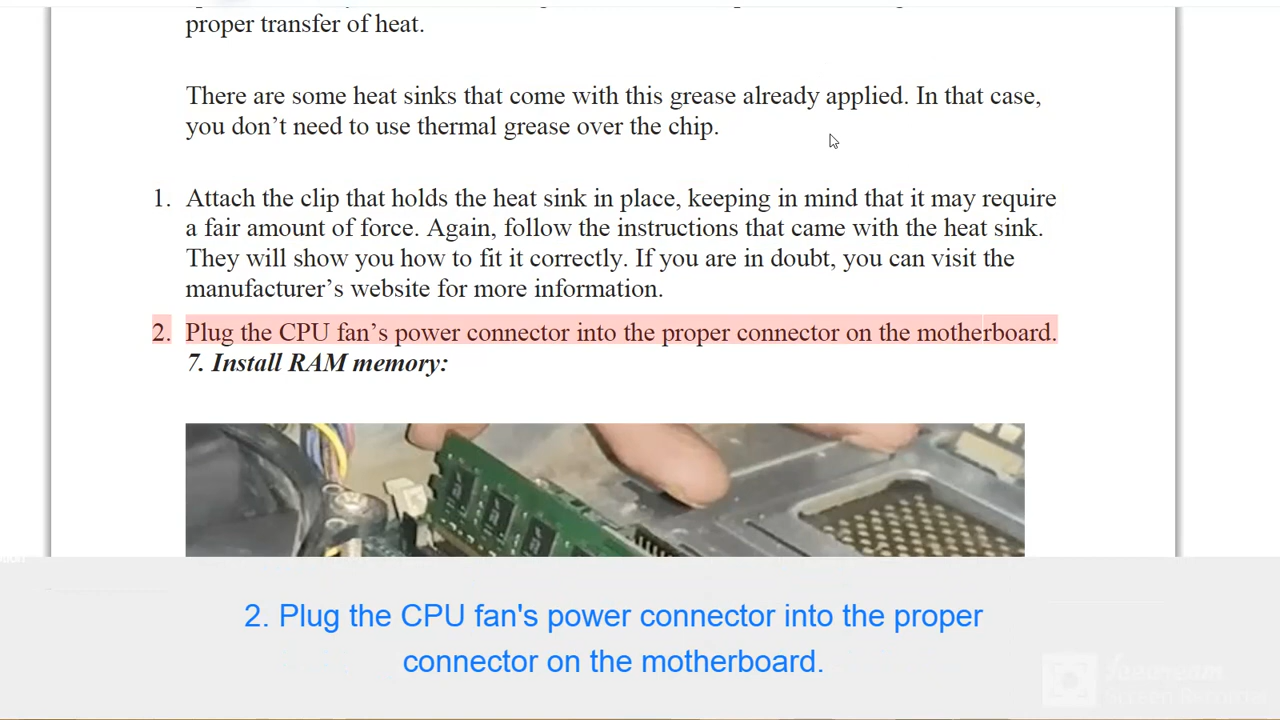 proper transfer of heat.
There are some heat sinks that come with this grease already applied. In that case,
you don’t need to use thermal grease over the chip.
1. Attach the clip that holds the heat sink in place, keeping in mind that it may require
a fair amount of force. Again, follow the instructions that came with the heat sink.
They will show you how to fit it correctly. If you are in doubt, you can visit the
manufacturer’s website for more information.
2. Plug the CPU fan’s power connector into the proper connector on the motherboard.
7. Install RAM memory:
2. Plug the CPU fan's power connector into the proper
connector on the motherboard.
Screen Recorder